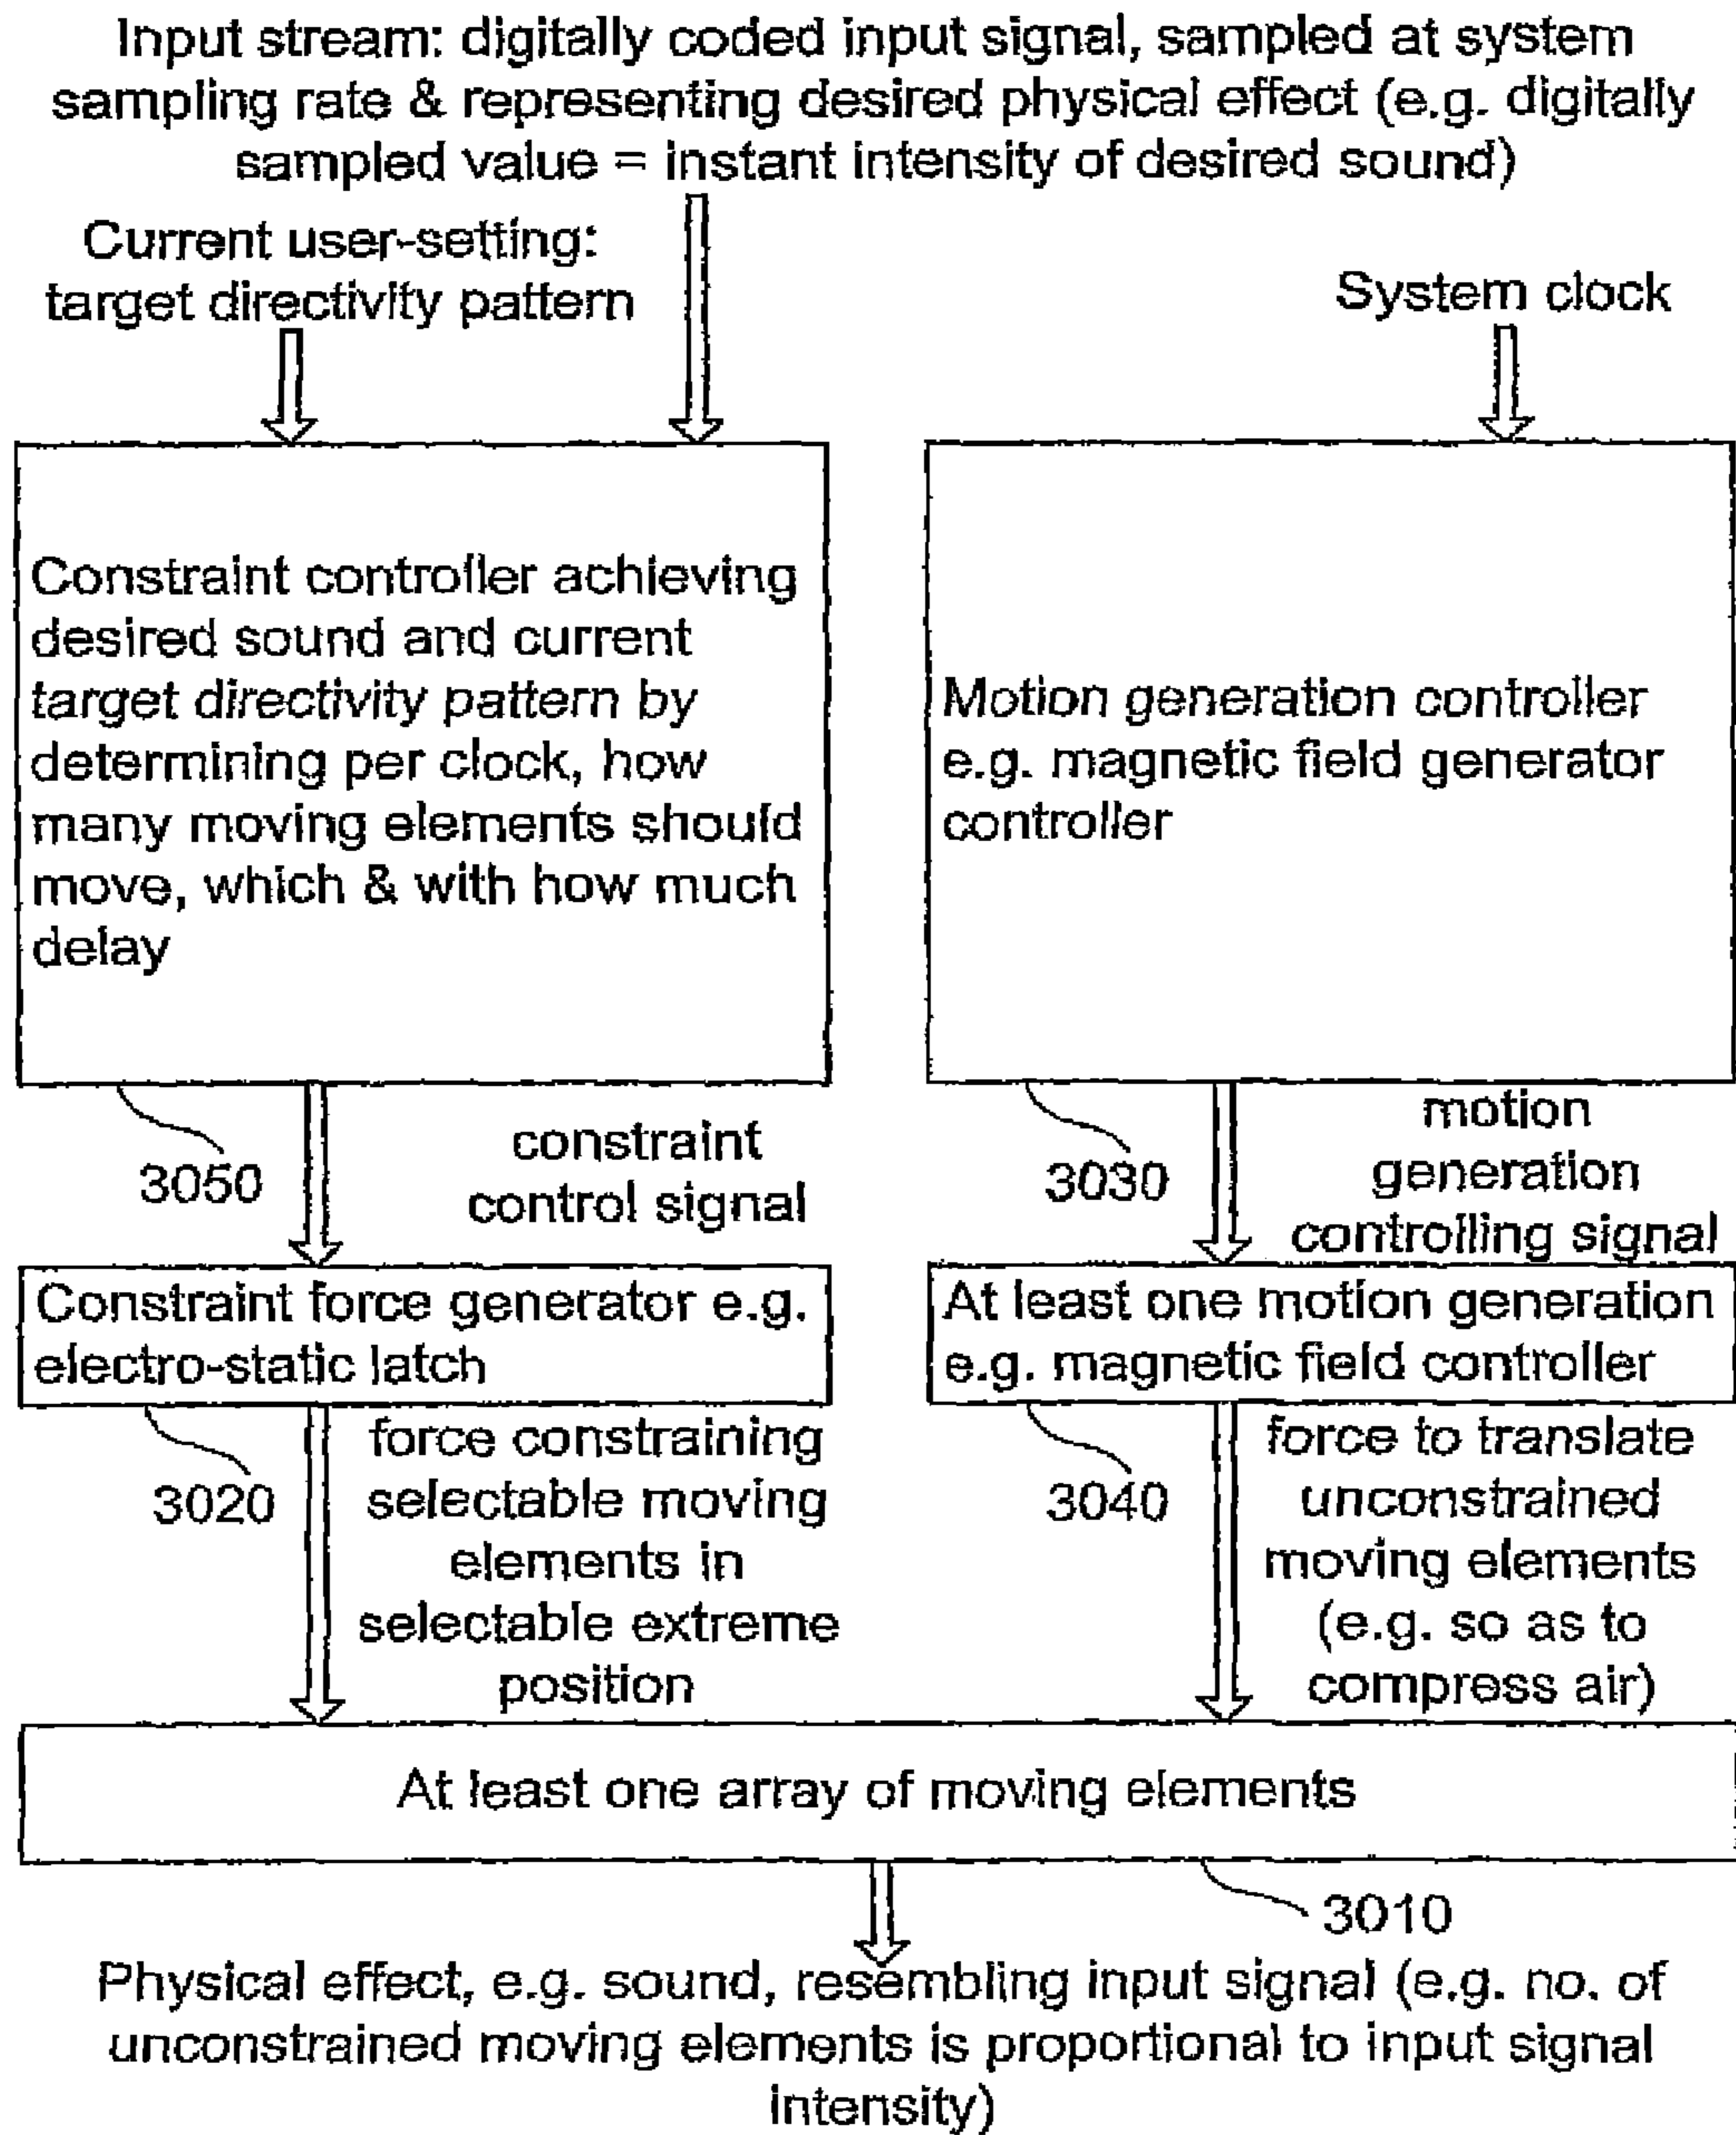 Input stream: digitally coded input signal, sampled at system
sampling rate & representing desired physical effect (e.g. digitally
sampled value = instant intensity of desired sound)
Current user-setting:
target directivity pattern
System clock
Constraint controller achieving
desired sound and current
target directivity pattern by
determining per clock, how
many moving elements should
move, which & with how much
delay
Motion generation controller
e.g. magnetic field generator
controller
3050
constraint
control signal
3030
motion
generation
controlling signal
Constraint force generator e.g.
electro-static latch
At least one motion generation
e.g. magnetic field controller
3020
force constraining
selectable moving
elements in
selectable extreme
position
3040
force to translate
unconstrained
moving elements
(e.g. so as to
compress air)
At least one array of moving elements
3010
Physical effect, e.g. sound, resembling input signal (e.g. no. of
unconstrained moving elements is proportional to input signal
intensity)